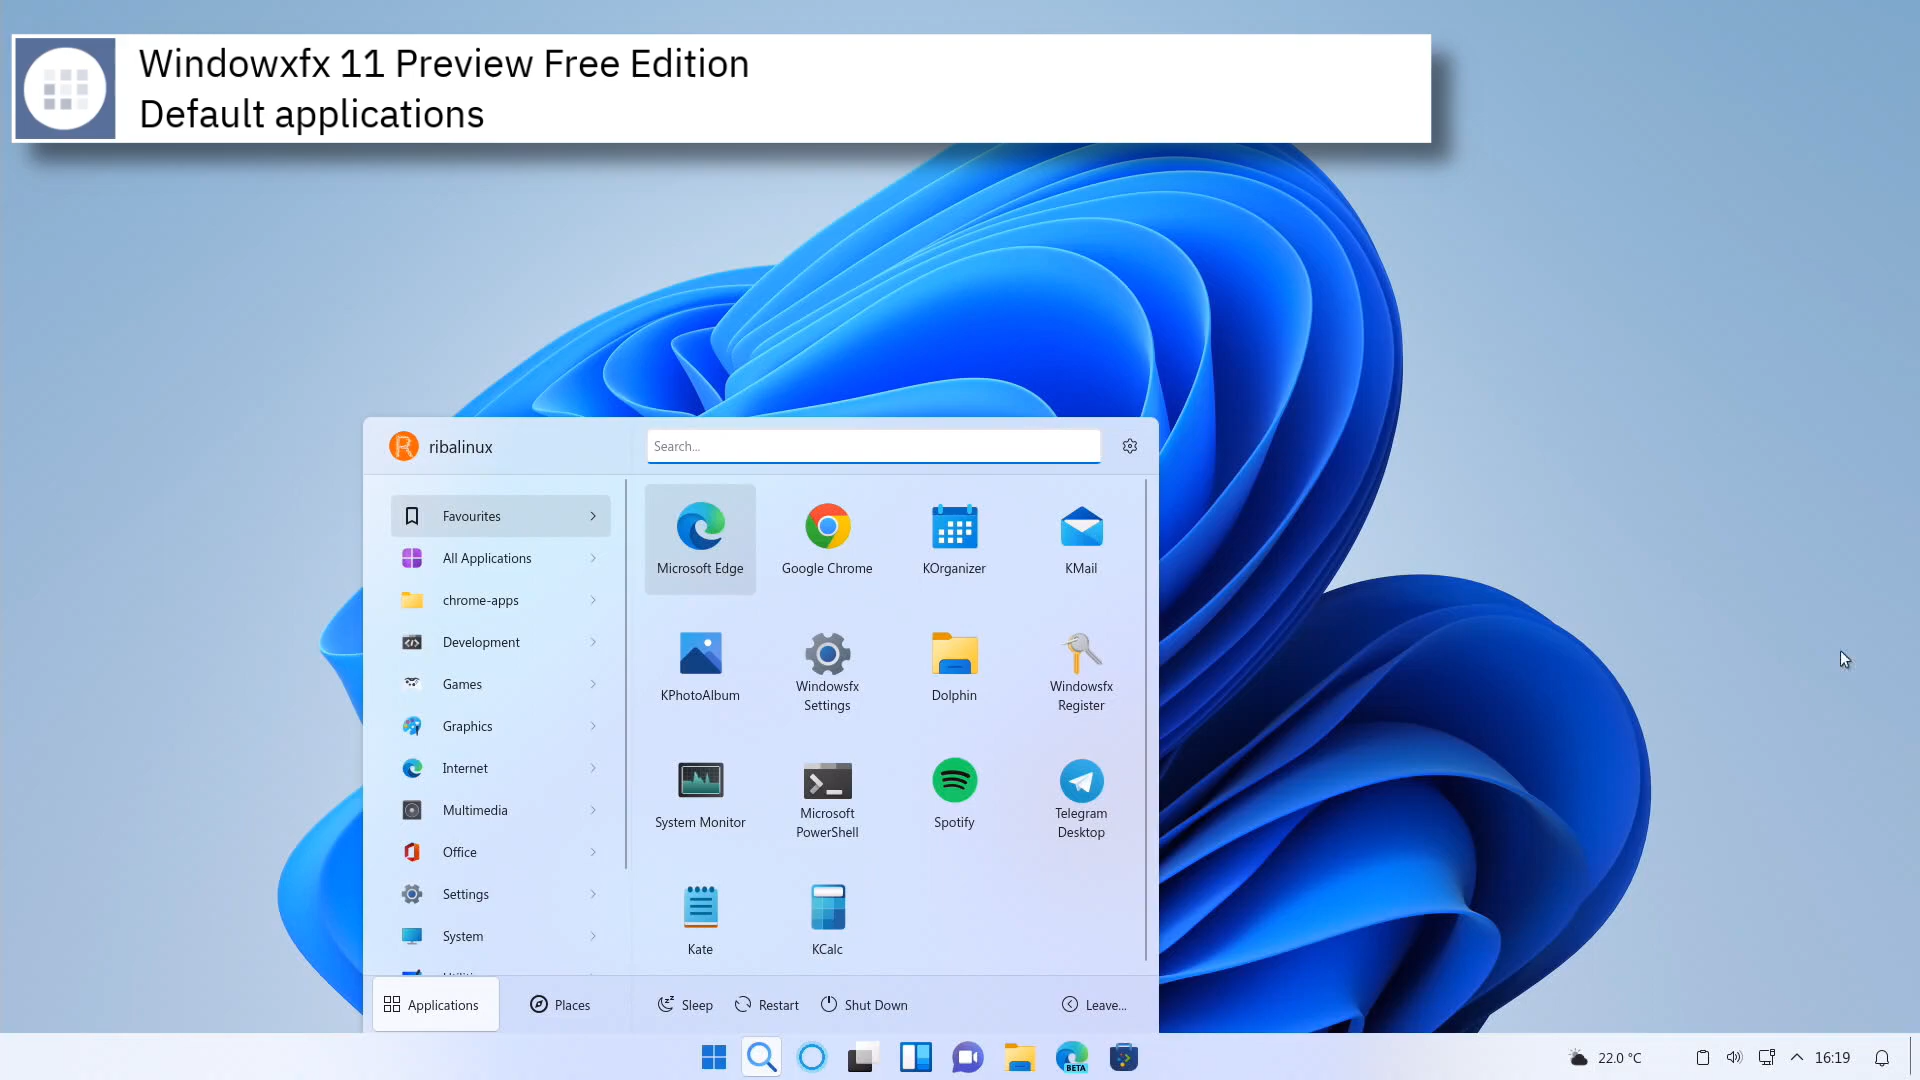 Windowxfx 11 Preview Free Edition
Default applications
ribalinux
Search...
Favourites
All Applications
chrome-apps
Development
Games
Graphics
Internet
Multimedia
Office
Settings
System
Microsoft Edge
Google Chrome
KOrganizer
KMail
KPhotoAlbum
Windowsfx
Settings
Dolphin
Windowsfx
Register
System Monitor
Microsoft
PowerShell
Spotify
Telegram
Desktop
Kate
KCalc
Applications
Places
Sleep
Restart
Shut Down
Leave...
BETA
22.0 °C
16:19